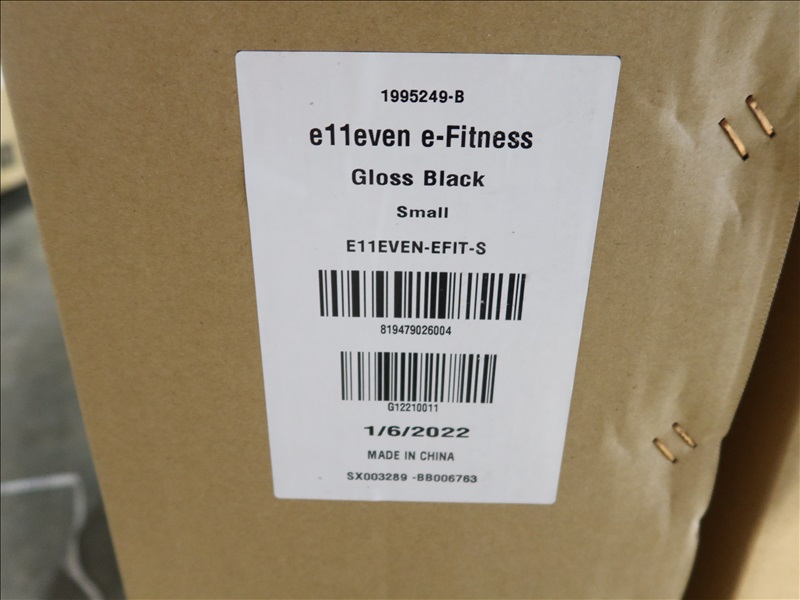 1995249-B
e11even e-Fitness
Gloss Black
Small
E11EVEN-EFIT-S
819479026004
G12210011
1/6/2022
MADE IN CHINA
SX003289 -BB006763